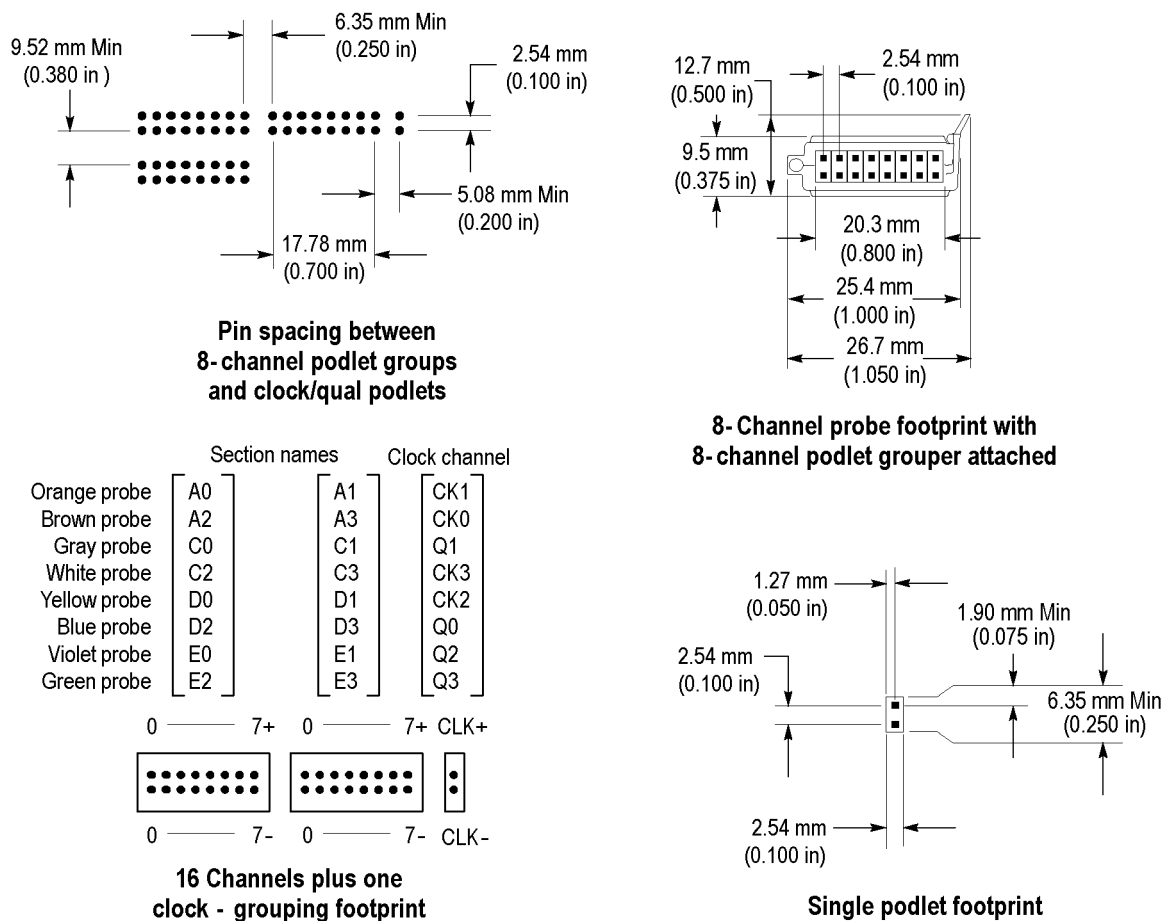 6.35 mm Min
(0.250 in)
9.52 mm Min
(0.380 in )
2.54 mm
(0.100 in)
5.08 mm Min
(0.200 in)
17.78 mm
(0.700 in)
Pin spacing between
8- channel podlet groups
and clock/qual podlets
12.7 mm
(0.500 in)
2.54 mm
(0.100 in)
9.5 mm
(0.375 in)
20.3 mm
(0.800 in)
25.4 mm
(1.000 in)
26.7 mm
(1.050 in)
8- Channel probe footprint with
8- channel podlet grouper attached
Section names Clock channel
Orange probe A0 A1 CK1
Brown probe A2 A3 CK0
Gray probe C0 C1 Q1
White probe C2 C3 CK3
Yellow probe D0 D1 CK2
Blue probe D2 D3 Q0
Violet probe E0 E1 Q2
Green probe E2 E3 Q3
0 7+ 0 7+ CLK+
0 7- 0 7- CLK-
16 Channels plus one
clock - grouping footprint
1.27 mm
(0.050 in)
1.90 mm Min
(0.075 in)
2.54 mm
(0.100 in)
6.35 mm Min
(0.250 in)
2.54 mm
(0.100 in)
Single podlet footprint